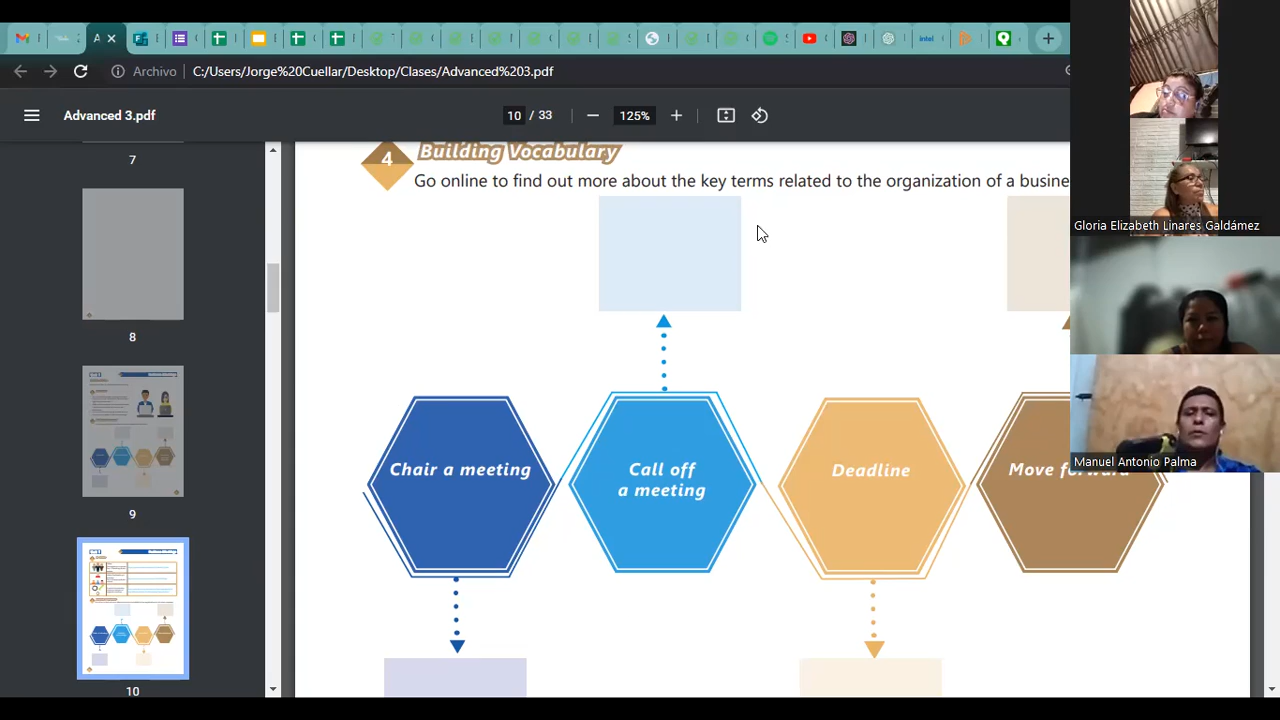 Archivo
C:/Users/Jorge%20Cuellar/Desktop/Clases/Advanced%203.pdf
Advanced 3.pdf
10 / 33
125%
7
8
9
10
4
Building Vocabulary
Go online to find out more about the key terms related to the organization of a busine
Chair a meeting
Call off
a meeting
Deadline
Move forward
intel
Gloria Elizabeth Linares Galdámez
Manuel Antonio Palma